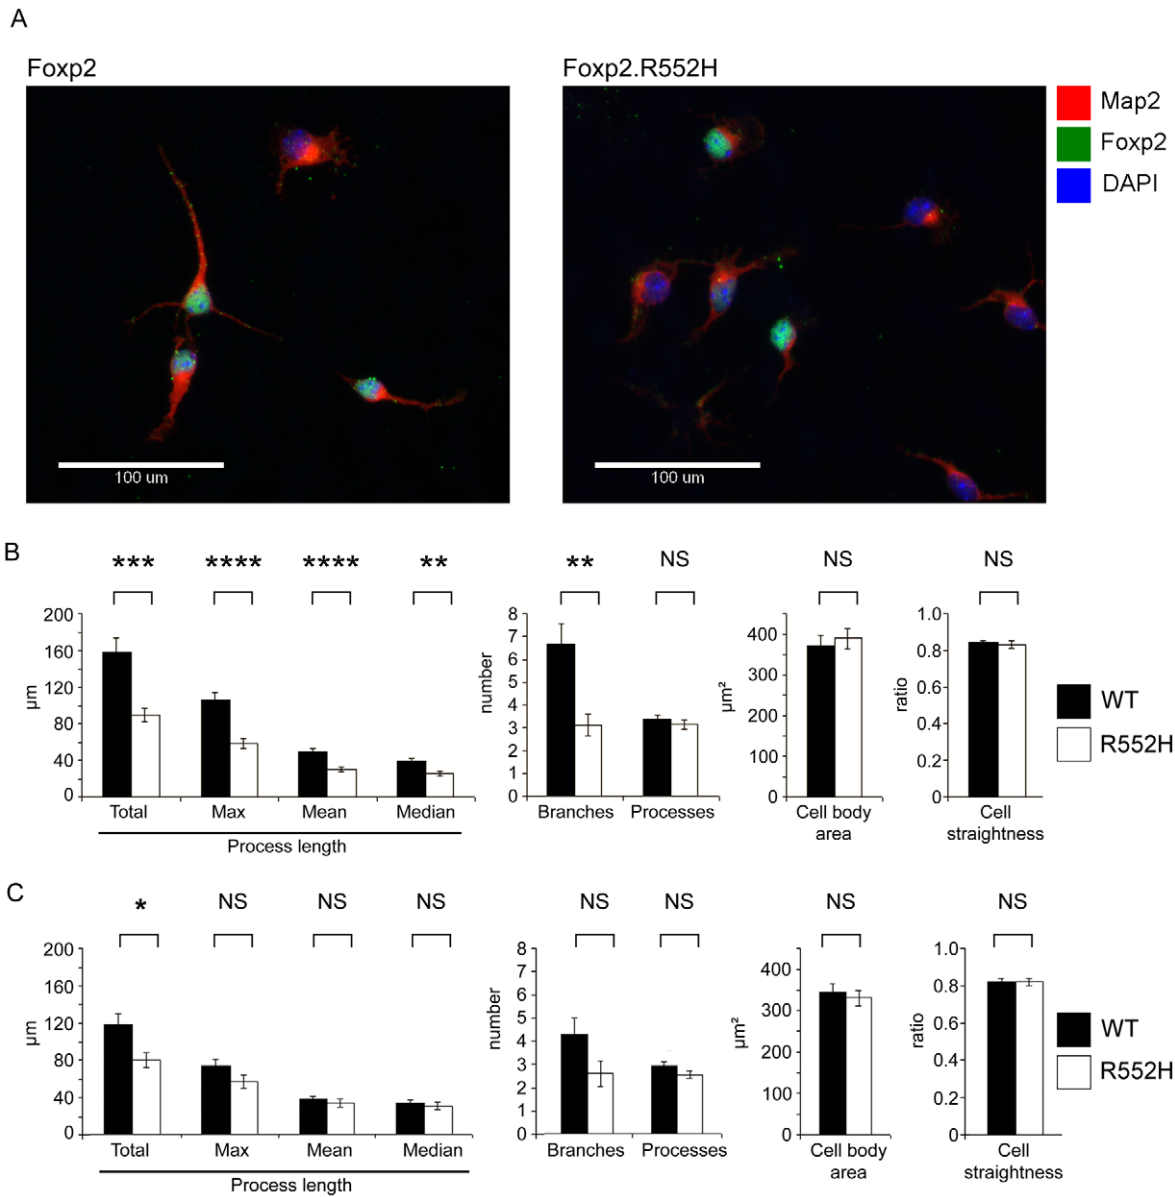 A
Foxp2
Foxp2.R552H
Map2
Foxp2
DAPI
100 um
100 um
B
*** **** **** ** ** NS NS NS
200
160
120
80
40
0
µm
Total Max Mean Median
Process length
8
7
6
5
4
3
2
1
0
number
Branches Processes
400
300
200
100
0
µm²
Cell body
area
1.0
0.8
0.6
0.4
0.2
0
ratio
Cell
straightness
WT
R552H
C
* NS NS NS NS NS NS NS
200
160
120
80
40
0
µm
Total Max Mean Median
Process length
8
7
6
5
4
3
2
1
0
number
Branches Processes
400
300
200
100
0
µm²
Cell body
area
1.0
0.8
0.6
0.4
0.2
0
ratio
Cell
straightness
WT
R552H